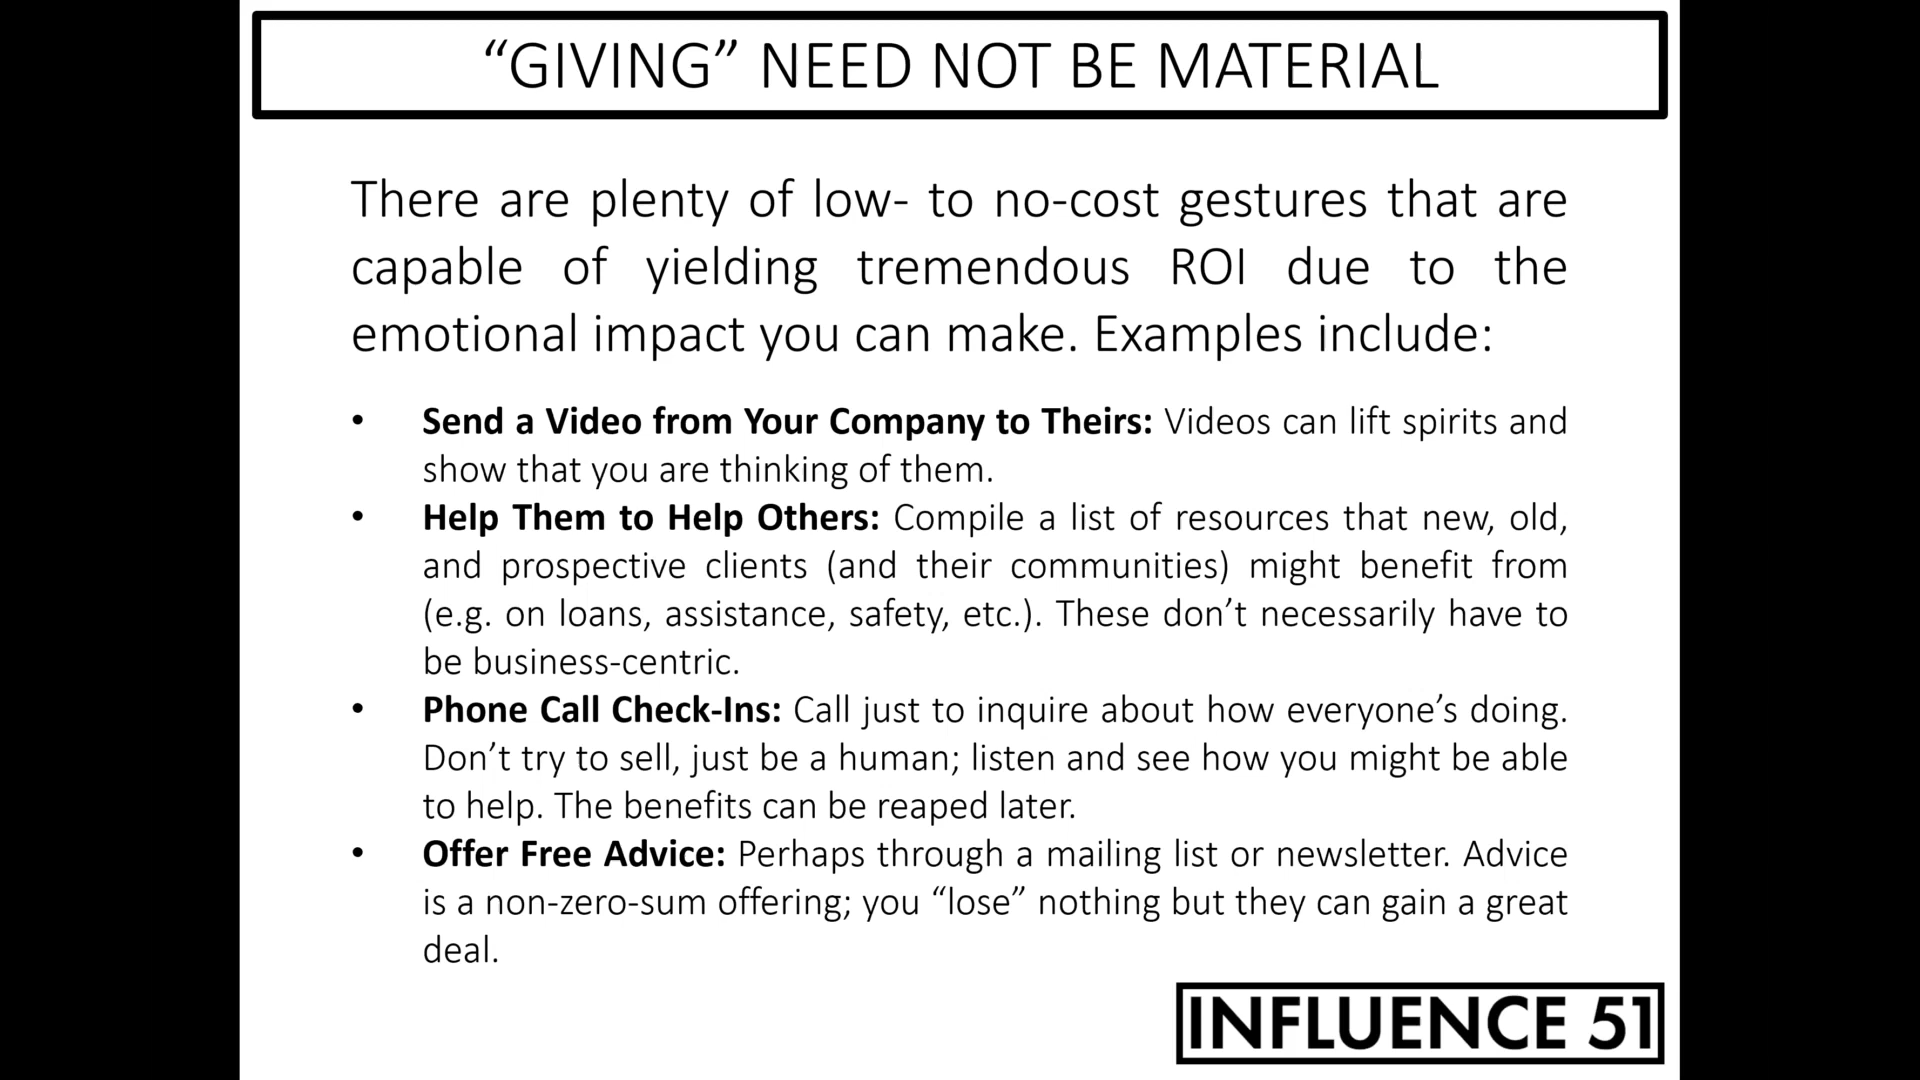 “GIVING” NEED NOT BE MATERIAL
There are plenty of low- to no-cost gestures that are
capable of yielding tremendous ROI due to the
emotional impact you can make. Examples include:
• Send a Video from Your Company to Theirs: Videos can lift spirits and
show that you are thinking of them.
• Help Them to Help Others: Compile a list of resources that new, old,
and prospective clients (and their communities) might benefit from
(e.g. on loans, assistance, safety, etc.). These don’t necessarily have to
be business-centric.
• Phone Call Check-Ins: Call just to inquire about how everyone’s doing.
Don’t try to sell, just be a human; listen and see how you might be able
to help. The benefits can be reaped later.
• Offer Free Advice: Perhaps through a mailing list or newsletter. Advice
is a non-zero-sum offering; you “lose” nothing but they can gain a great
deal.
INFLUENCE 51